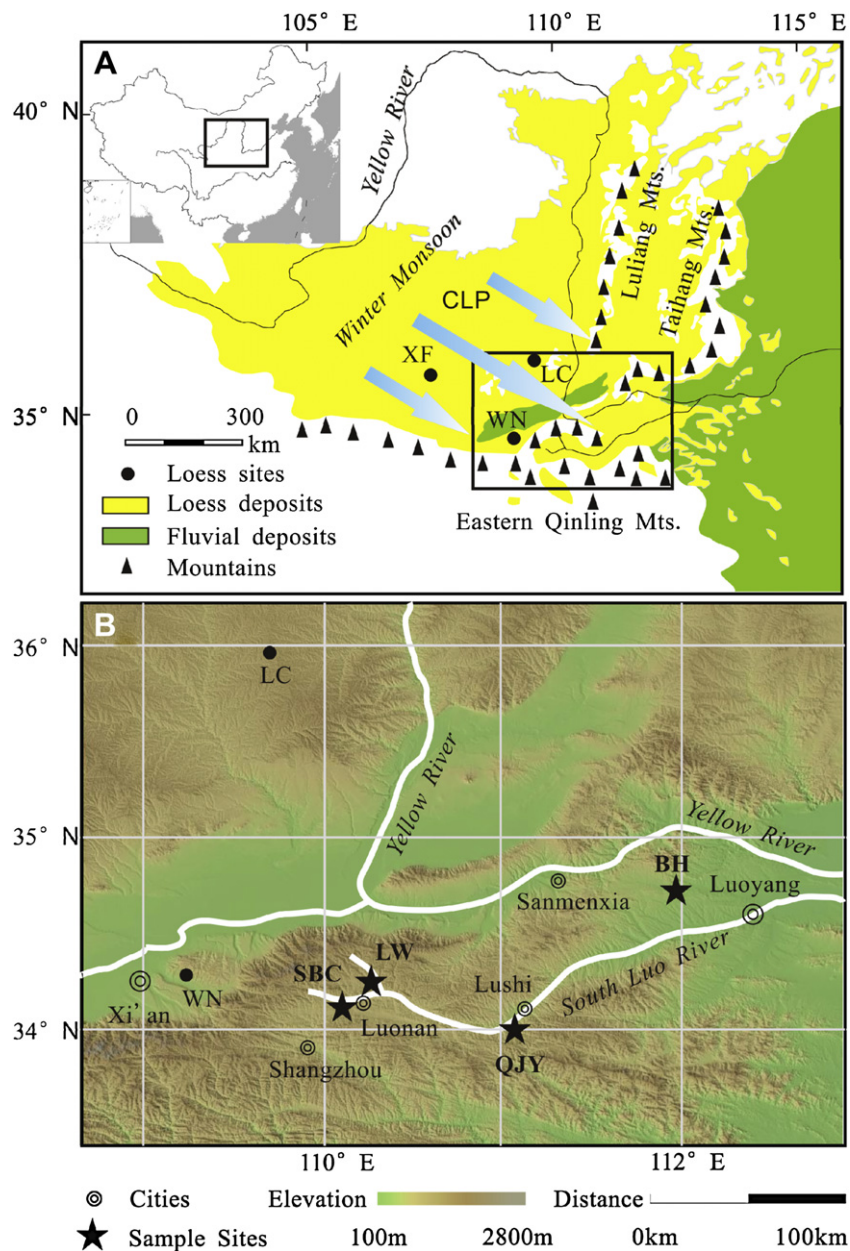 105° E 110° E 115° E
A
40° N
35° N
Yellow River
Winter Monsoon
CLP
Luliang Mts.
Taihang Mts.
XF
LC
WN
0 300
km
Loess sites
Loess deposits
Fluvial deposits
Mountains
Eastern Qinling Mts.
B
36° N
35° N
34° N
LC
Yellow River
Yellow River
BH
Sanmenxia
Luoyang
LW
SBC
WN
Xi' an
Luonan
Lushi
South Luo River
Shangzhou
QJY
110° E 112° E
Cities Elevation Distance
Sample Sites 100m 2800m 0km 100km